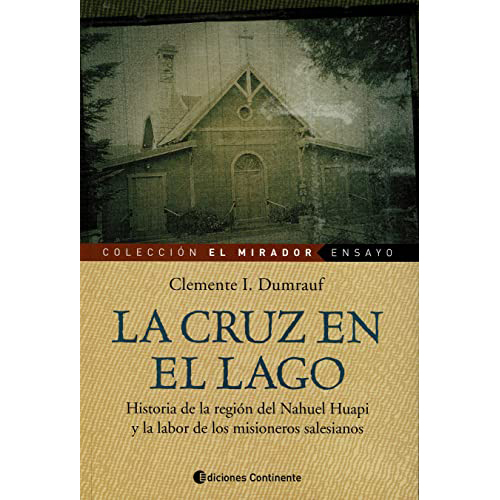 COLECCIÓN EL MIRADOR ENSAYO
Clemente I. Dumrauf
LA CRUZ EN
EL LAGO
Historia de la región del Nahuel Huapi
y la labor de los misioneros salesianos
Ediciones Continente